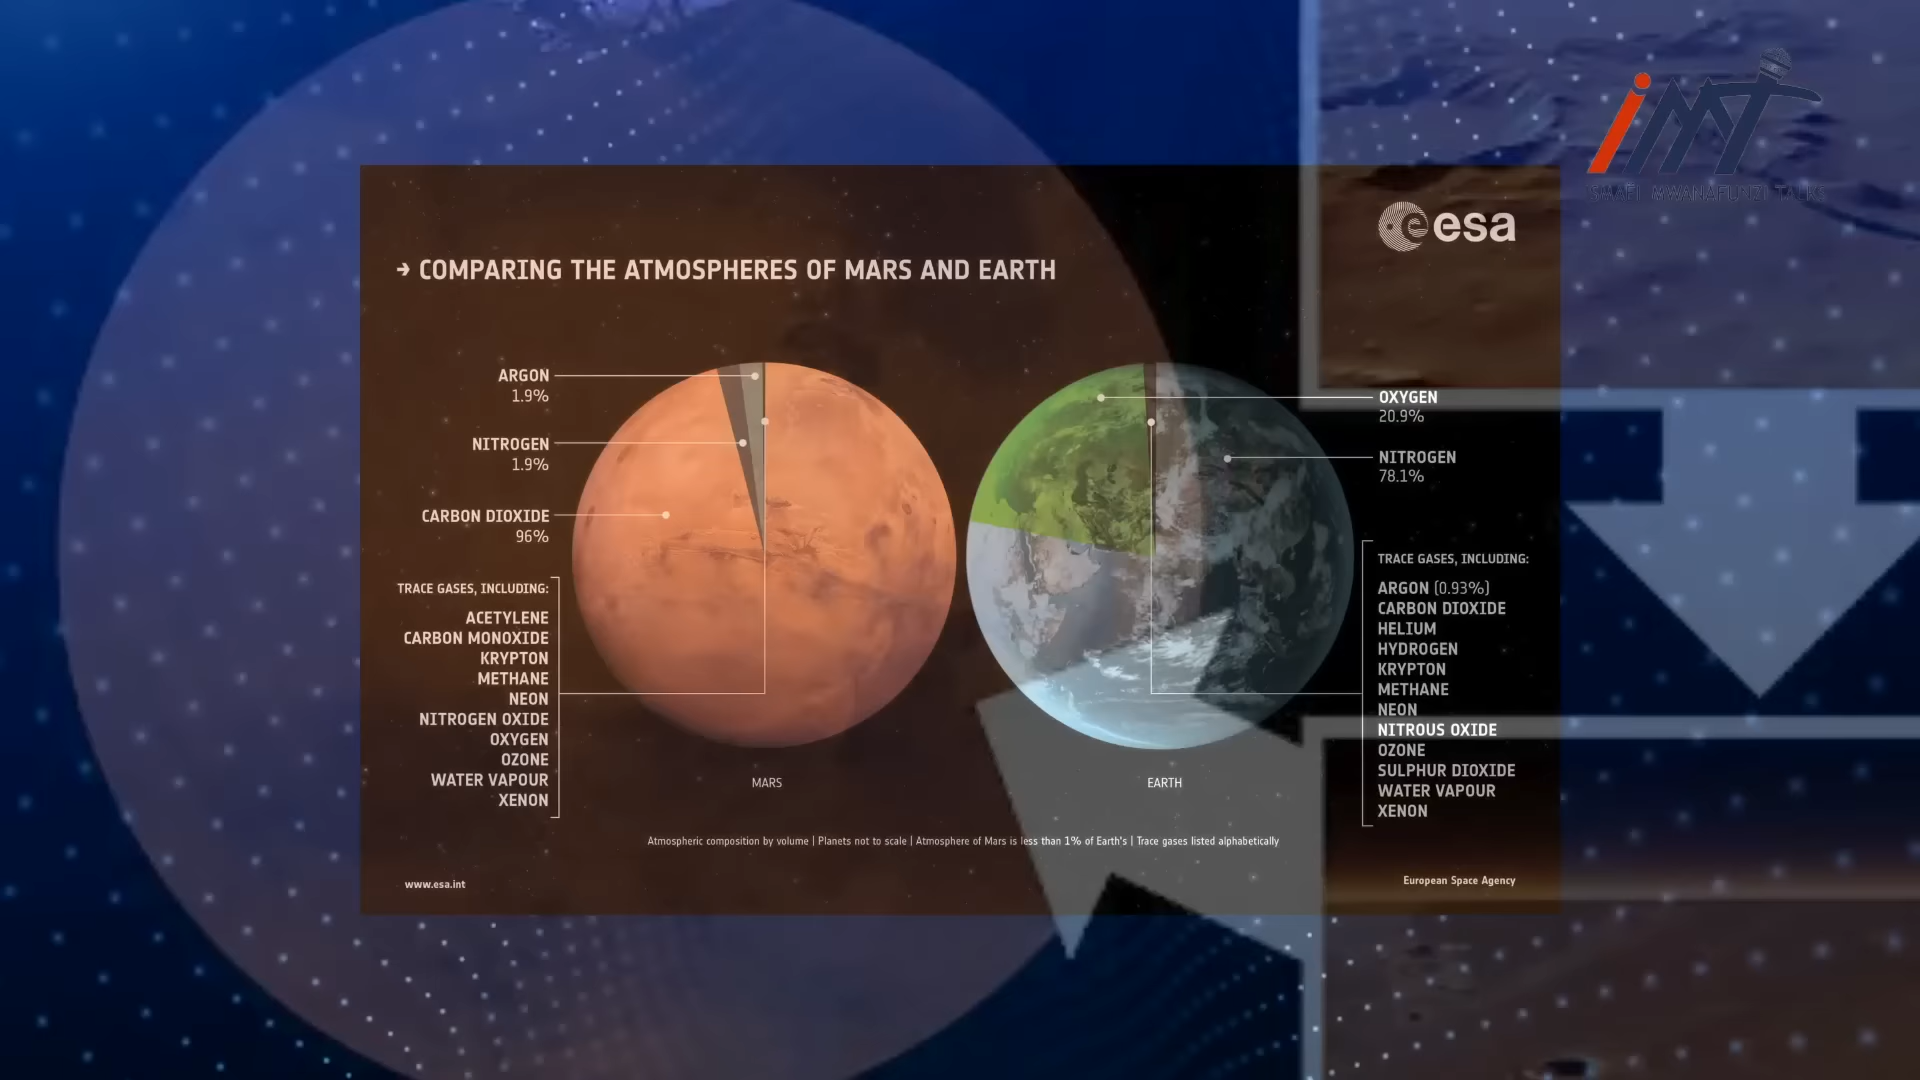 iMT
ISMAEL MWANAFUNZI TALKS
esa
→ COMPARING THE ATMOSPHERES OF MARS AND EARTH
ARGON
1.9%
NITROGEN
1.9%
CARBON DIOXIDE
96%
TRACE GASES, INCLUDING:
ACETYLENE
CARBON MONOXIDE
KRYPTON
METHANE
NEON
NITROGEN OXIDE
OXYGEN
OZONE
WATER VAPOUR
XENON
MARS
OXYGEN
20.9%
NITROGEN
78.1%
TRACE GASES, INCLUDING:
ARGON (0.93%)
CARBON DIOXIDE
HELIUM
HYDROGEN
KRYPTON
METHANE
NEON
NITROUS OXIDE
OZONE
SULPHUR DIOXIDE
WATER VAPOUR
XENON
EARTH
Atmospheric composition by volume | Planets not to scale | Atmosphere of Mars is less than 1% of Earth's | Trace gases listed alphabetically
www.esa.int
European Space Agency